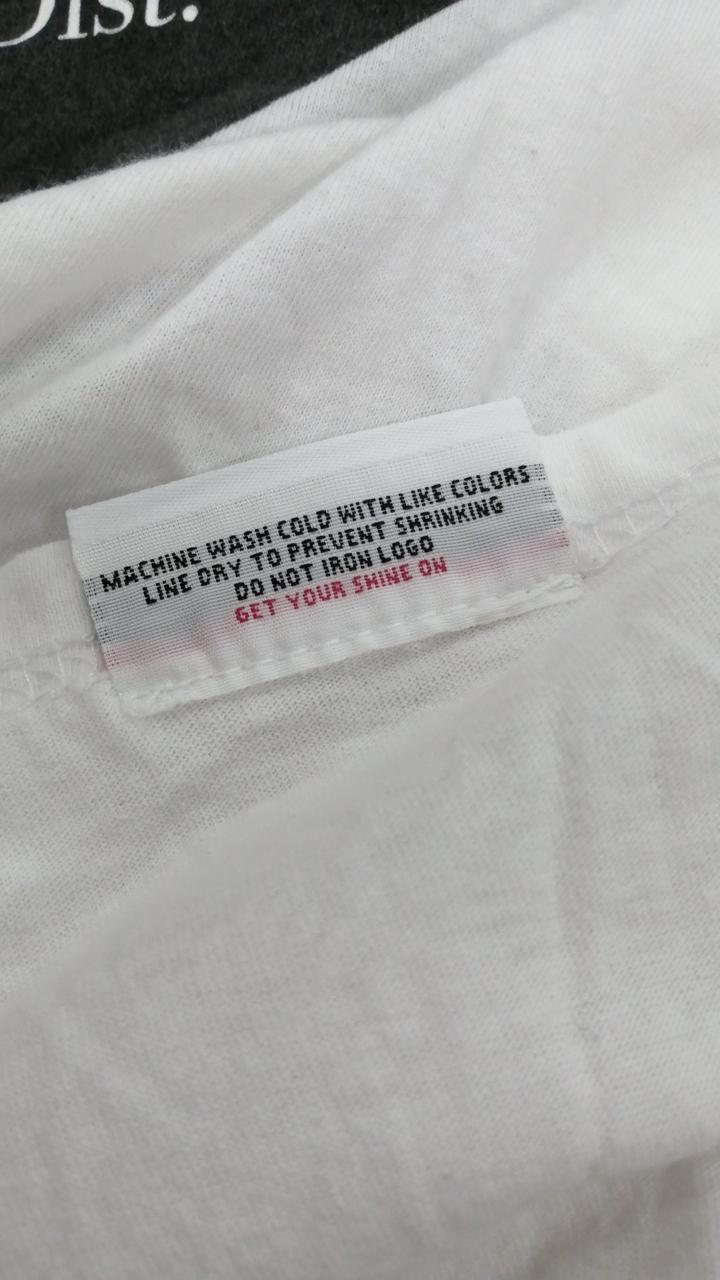 Dist.
MACHINE WASH COLD WITH LIKE COLORS
LINE DRY TO PREVENT SHRINKING
DO NOT IRON LOGO
GET YOUR SHINE ON